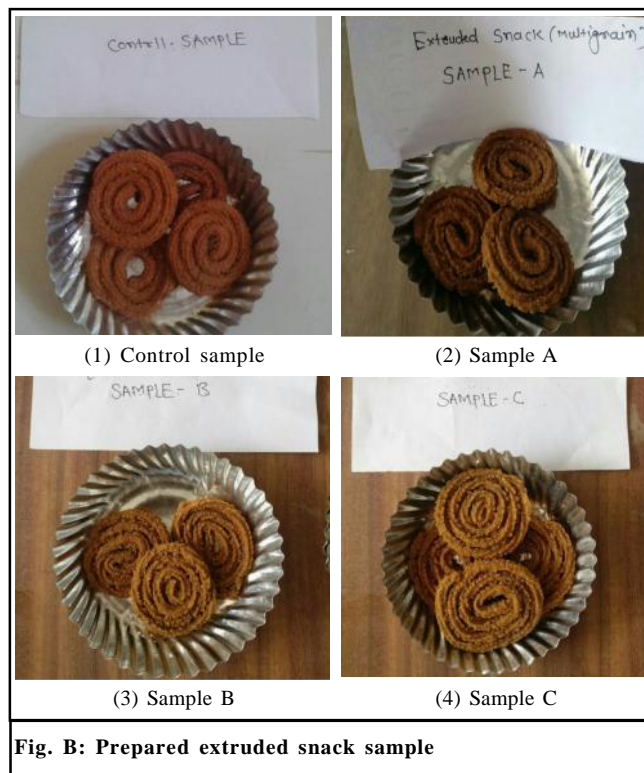 Controll-SAMPLE
Extruded Snack (Multigrain)
SAMPLE-A
(1) Control sample
(2) Sample A
SAMPLE- B
SAMPLE-C
(3) Sample B
(4) Sample C
Fig. B: Prepared extruded snack sample